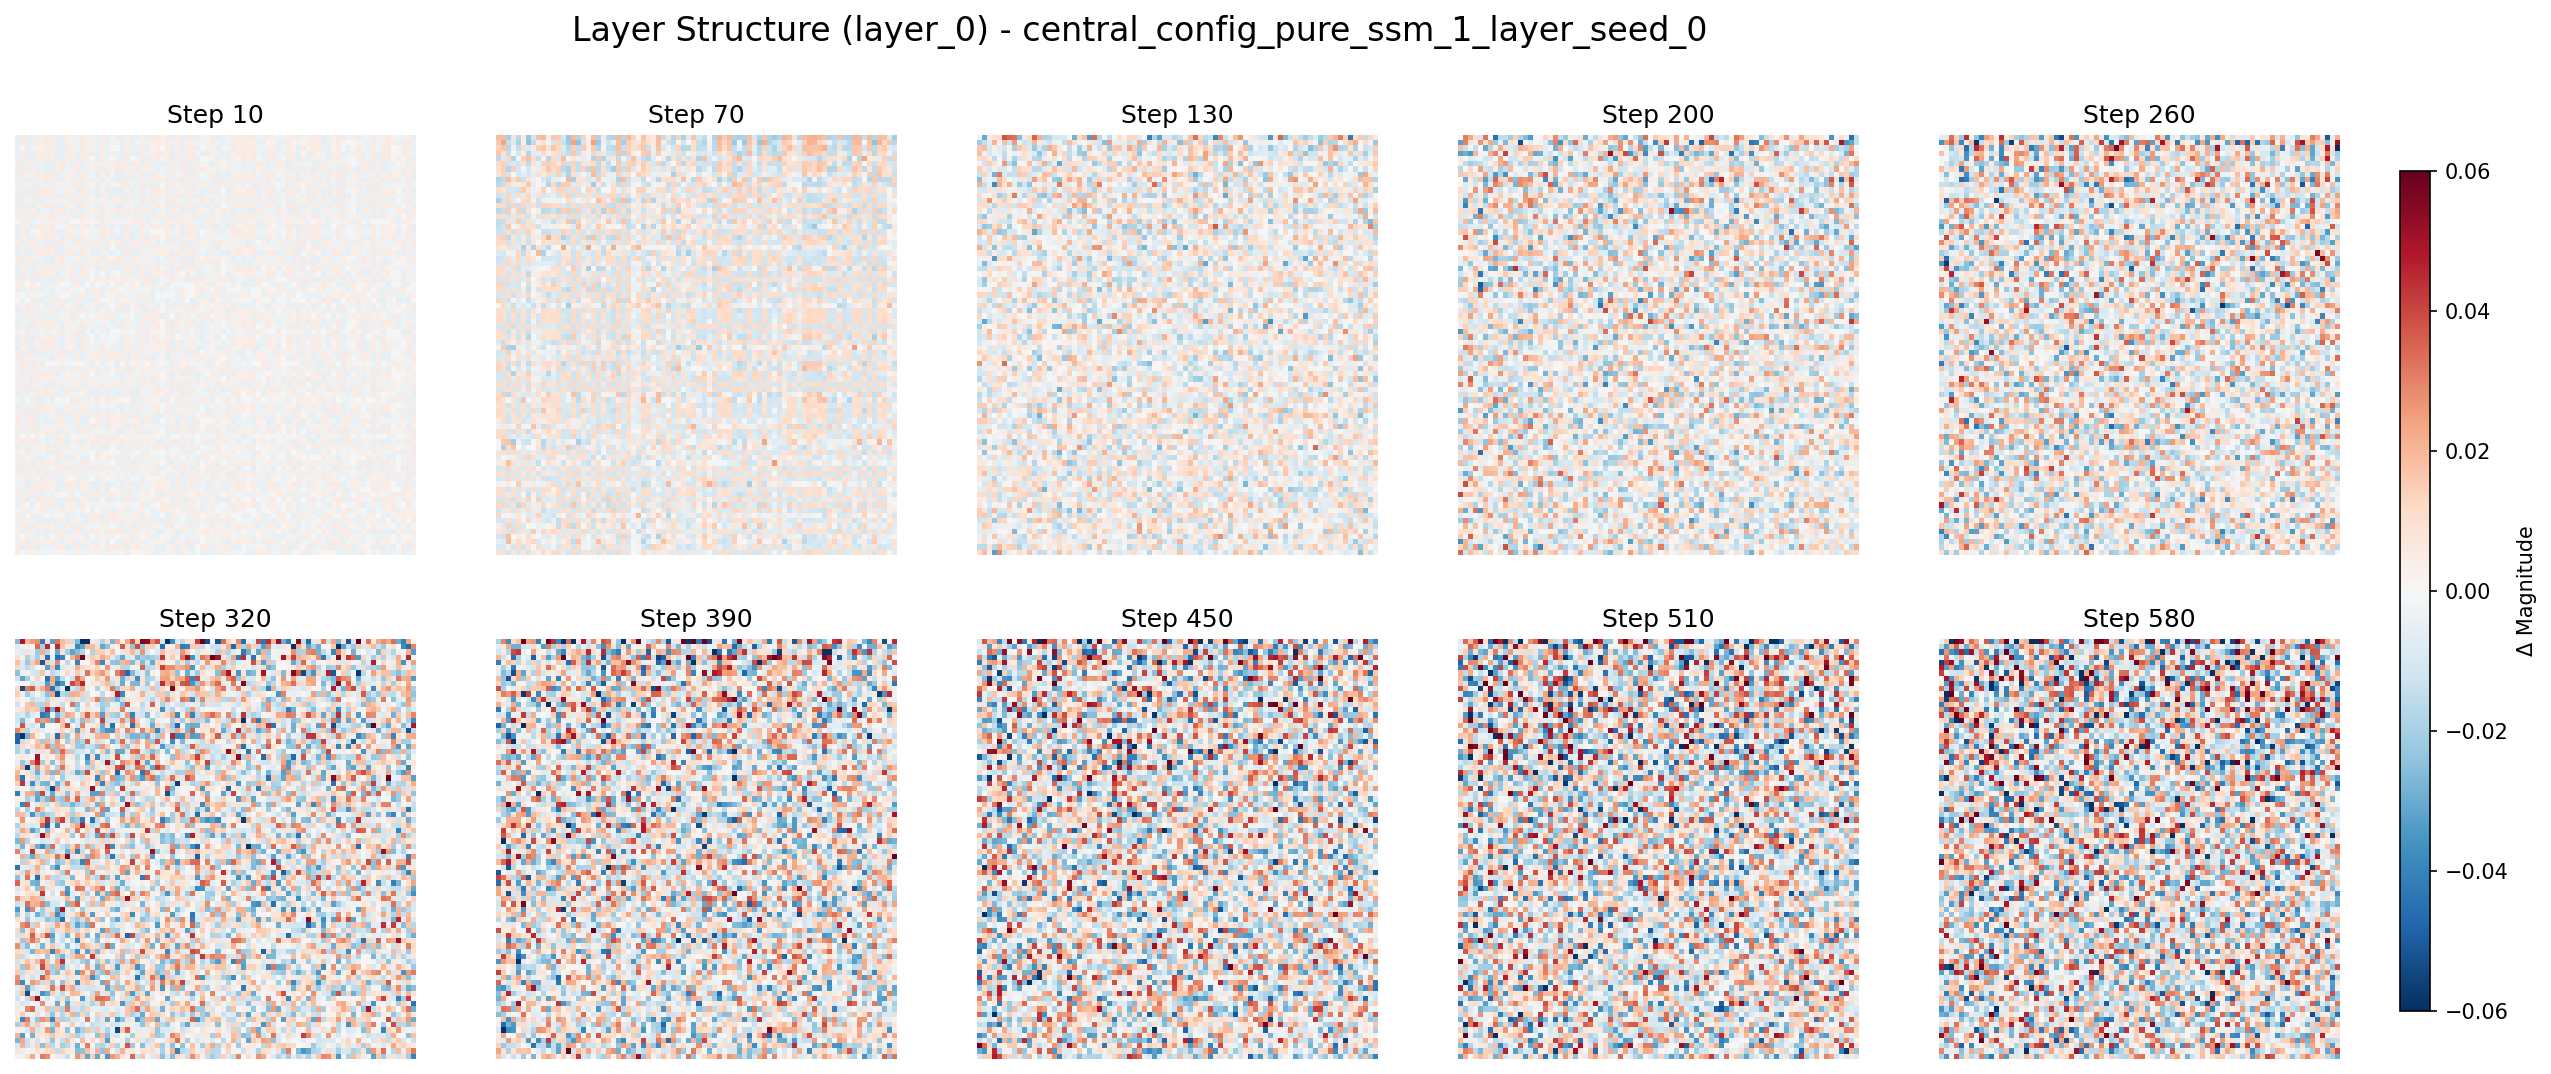 Layer Structure (layer_0) - central_config_pure_ssm_1_layer_seed_0
Step 10
Step 70
Step 130
Step 200
Step 260
Step 320
Step 390
Step 450
Step 510
Step 580
0.06
0.04
0.02
0.00
−0.02
−0.04
−0.06
Δ Magnitude